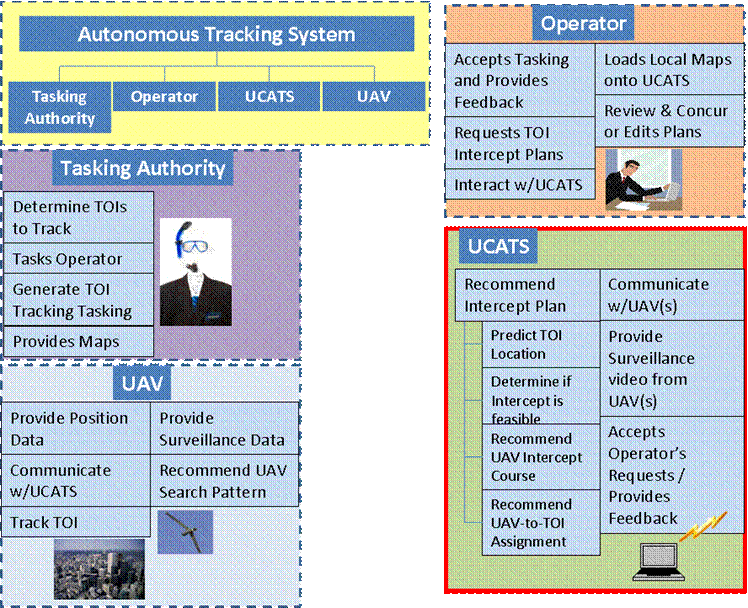 Autonomous Tracking System
Tasking
Authority
Operator
UCATS
UAV
Operator
Accepts Tasking
and Provides
Feedback
Requests TOI
Intercept Plans
Interact w/UCATS
Loads Local Maps
onto UCATS
Review & Concur
or Edits Plans
Tasking Authority
Determine TOIs
to Track
Tasks Operator
Generate TOI
Tracking Tasking
Provides Maps
UCATS
Recommend
Intercept Plan
Predict TOI
Location
Determine if
Intercept is
feasible
Recommend
UAV Intercept
Course
Recommend
UAV-to-TOI
Assignment
Communicate
w/UAV(s)
Provide
Surveillance
video from
UAV(s)
Accepts
Operator’s
Requests /
Provides
Feedback
UAV
Provide Position
Data
Communicate
w/UCATS
Track TOI
Provide
Surveillance Data
Recommend UAV
Search Pattern